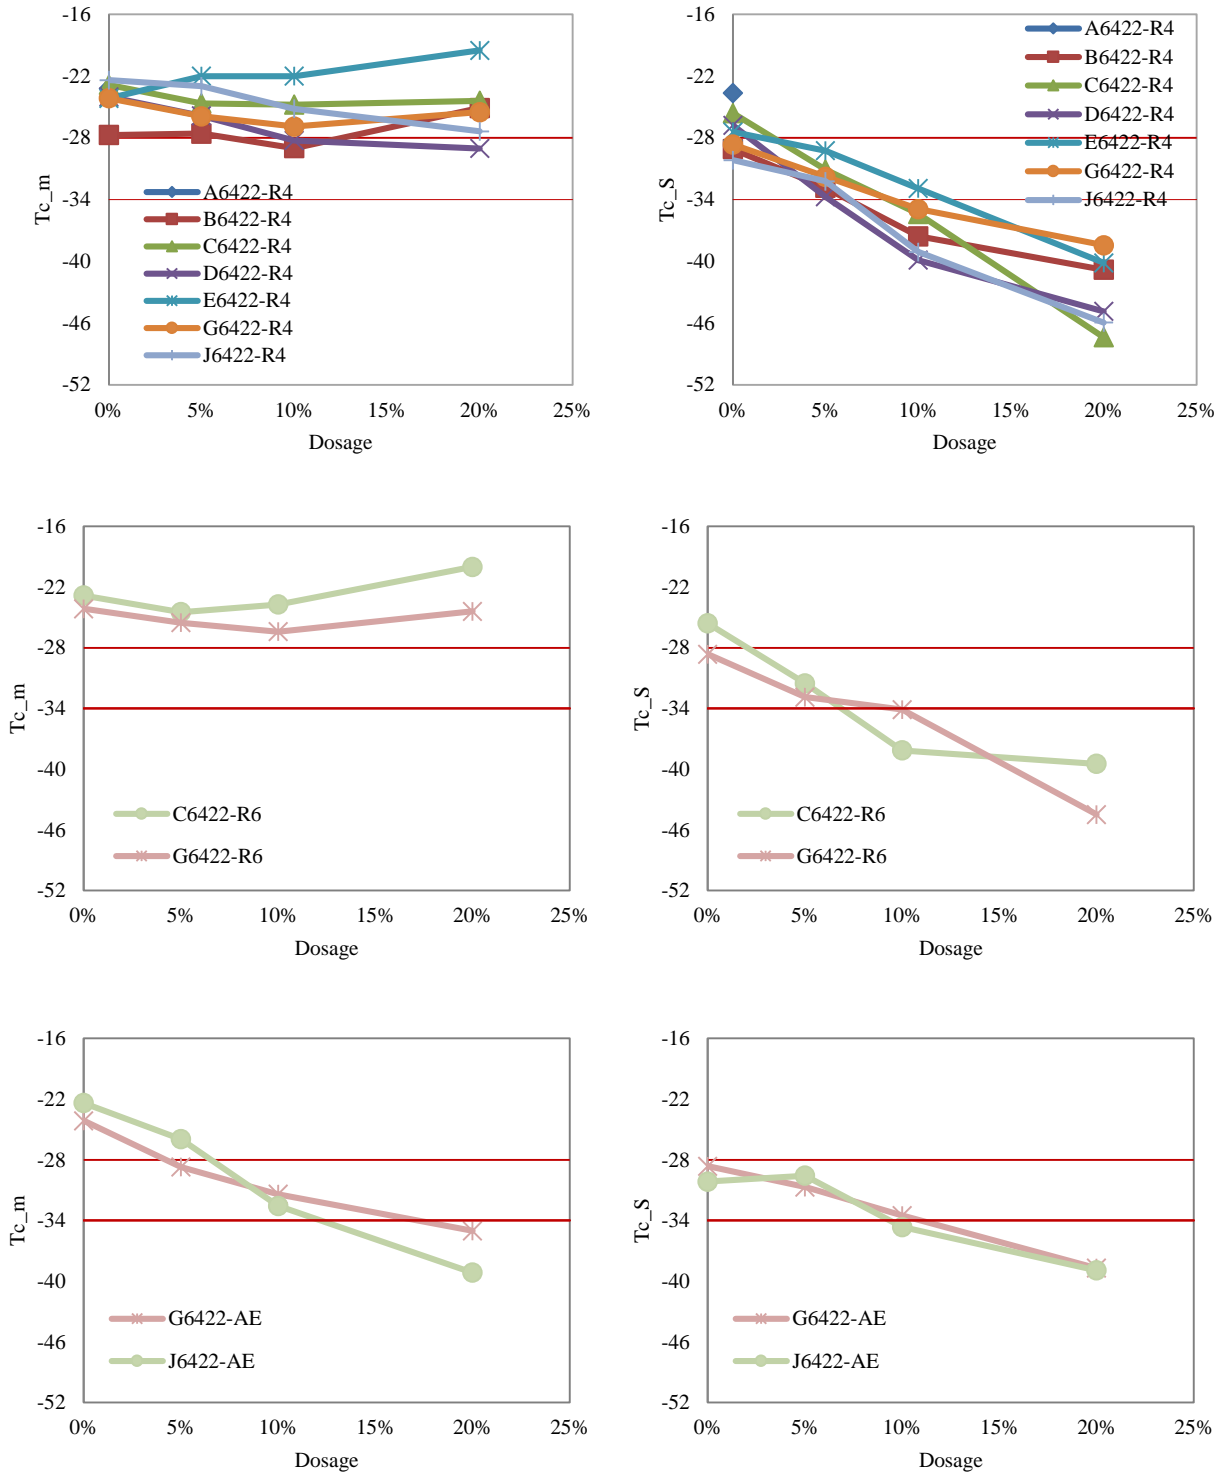 -16
-22
-28
-34
-40
-46
-52
Tc_m
A6422-R4
B6422-R4
C6422-R4
D6422-R4
E6422-R4
G6422-R4
J6422-R4
0% 5% 10% 15% 20% 25%
Dosage
-16
-22
-28
-34
-40
-46
-52
Tc_S
A6422-R4
B6422-R4
C6422-R4
D6422-R4
E6422-R4
G6422-R4
J6422-R4
0% 5% 10% 15% 20% 25%
Dosage
-16
-22
-28
-34
-40
-46
-52
Tc_m
C6422-R6
G6422-R6
0% 5% 10% 15% 20% 25%
Dosage
-16
-22
-28
-34
-40
-46
-52
Tc_S
C6422-R6
G6422-R6
0% 5% 10% 15% 20% 25%
Dosage
-16
-22
-28
-34
-40
-46
-52
Tc_m
G6422-AE
J6422-AE
0% 5% 10% 15% 20% 25%
Dosage
-16
-22
-28
-34
-40
-46
-52
Tc_S
G6422-AE
J6422-AE
0% 5% 10% 15% 20% 25%
Dosage